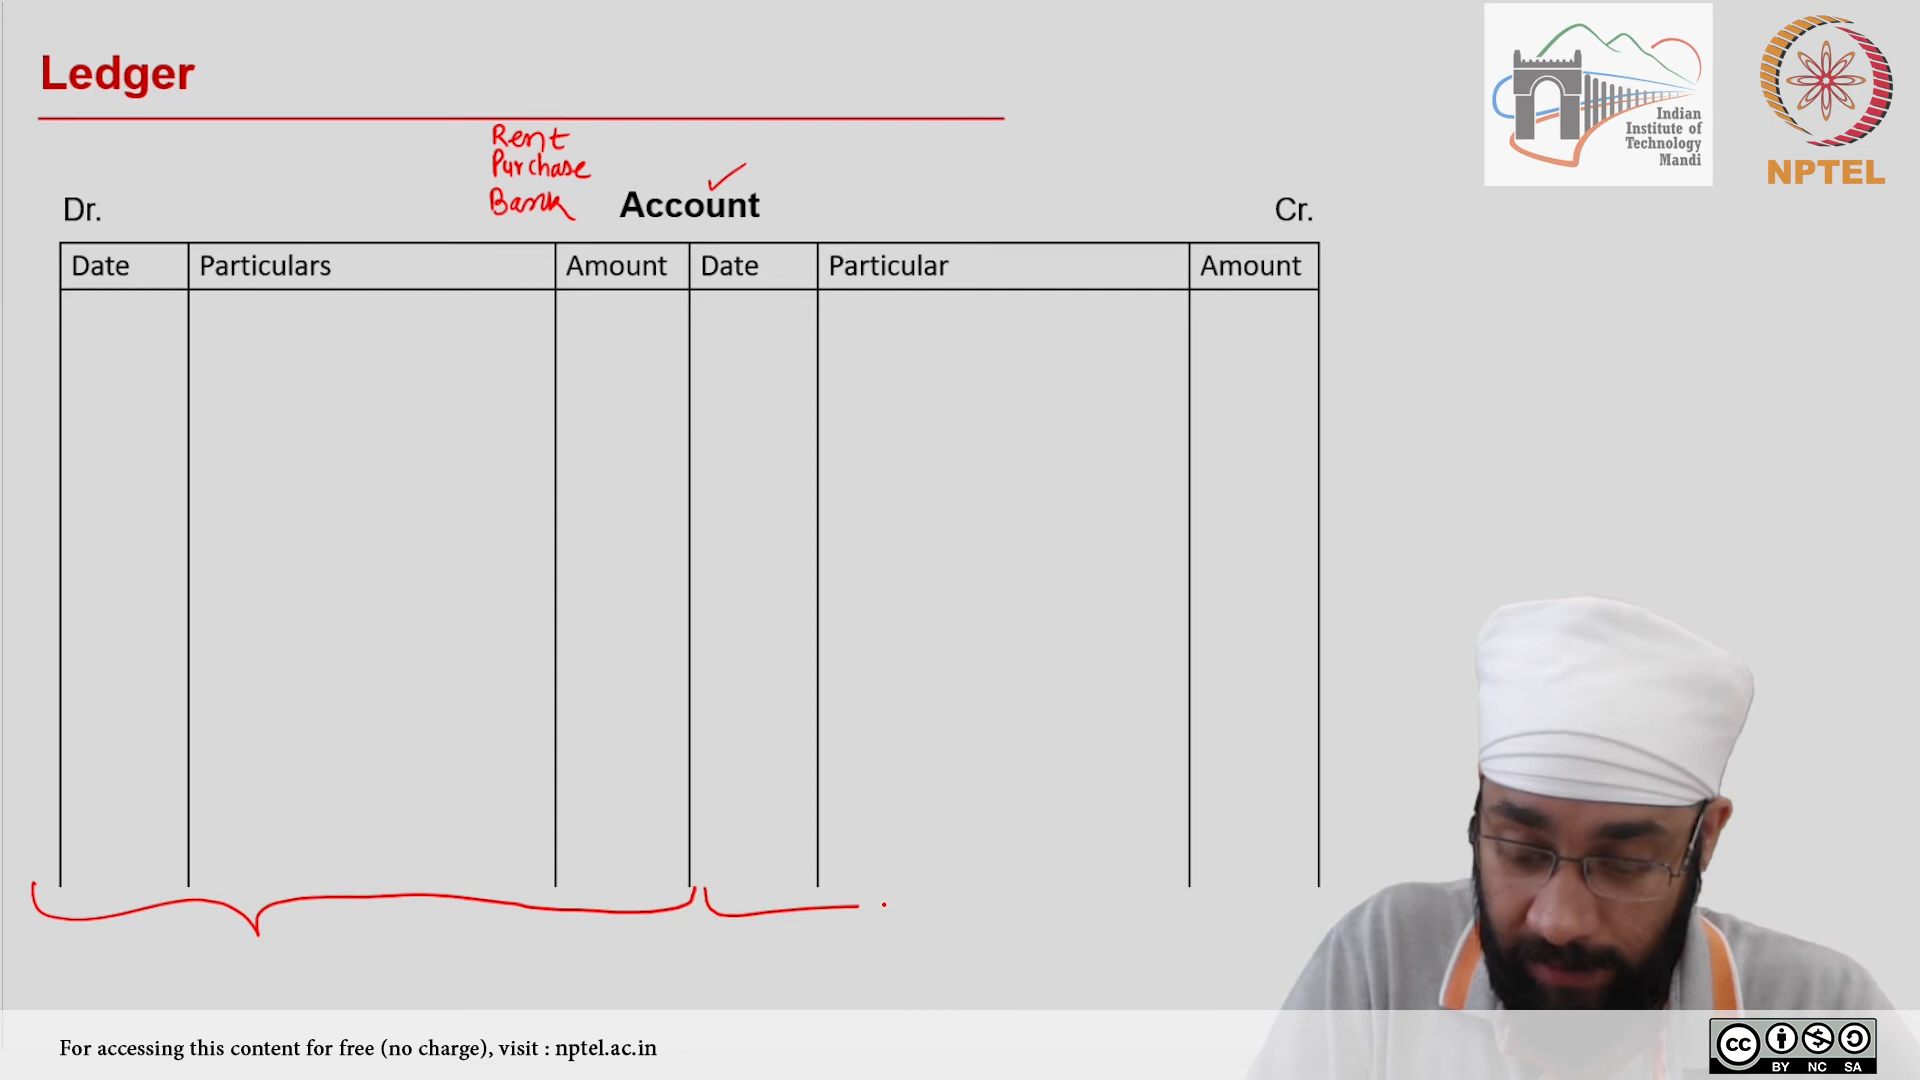 Ledger
Indian
Institute of
Technology
Mandi
NPTEL
Rent
Purchase
Bank
Dr.
Account
Cr.
Date Particulars Amount Date Particular Amount
For accessing this content for free (no charge), visit : nptel.ac.in
cc
BY NC SA